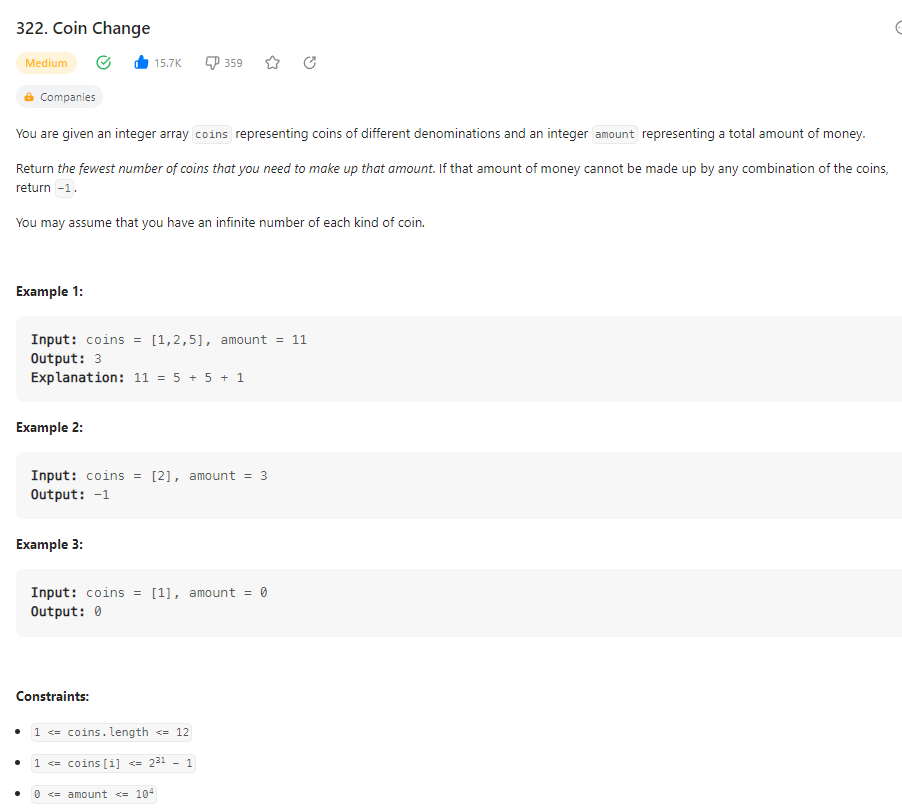 322. Coin Change
Medium 15.7K 359
Companies
You are given an integer array coins representing coins of different denominations and an integer amount representing a total amount of money.
Return the fewest number of coins that you need to make up that amount. If that amount of money cannot be made up by any combination of the coins,
return -1.
You may assume that you have an infinite number of each kind of coin.
Example 1:
Input: coins = [1,2,5], amount = 11
Output: 3
Explanation: 11 = 5 + 5 + 1
Example 2:
Input: coins = [2], amount = 3
Output: -1
Example 3:
Input: coins = [1], amount = 0
Output: 0
Constraints:
• 1 <= coins.length <= 12
• 1 <= coins[i] <= 2³¹ - 1
• 0 <= amount <= 10⁴